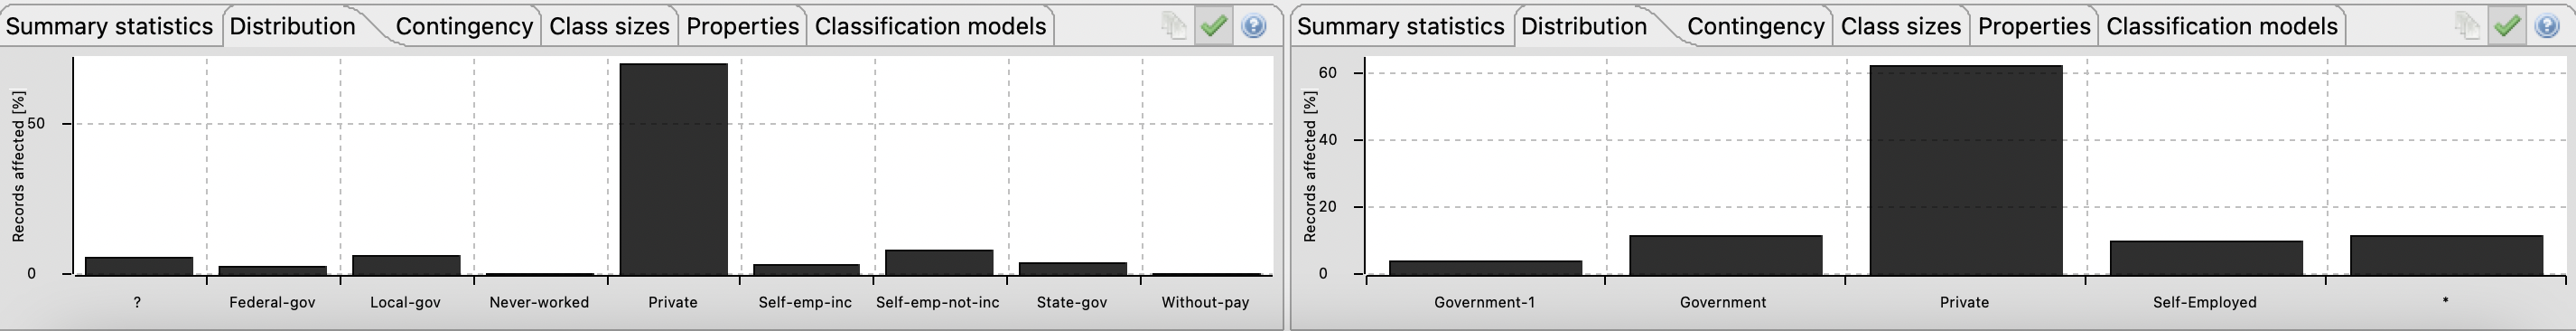 Summary statistics Distribution Contingency Class sizes Properties Classification models
Records affected [%]
50
0
? Federal-gov Local-gov Never-worked Private Self-emp-inc Self-emp-not-inc State-gov Without-pay
Summary statistics Distribution Contingency Class sizes Properties Classification models
Records affected [%]
60
40
20
0
Government-1 Government Private Self-Employed *